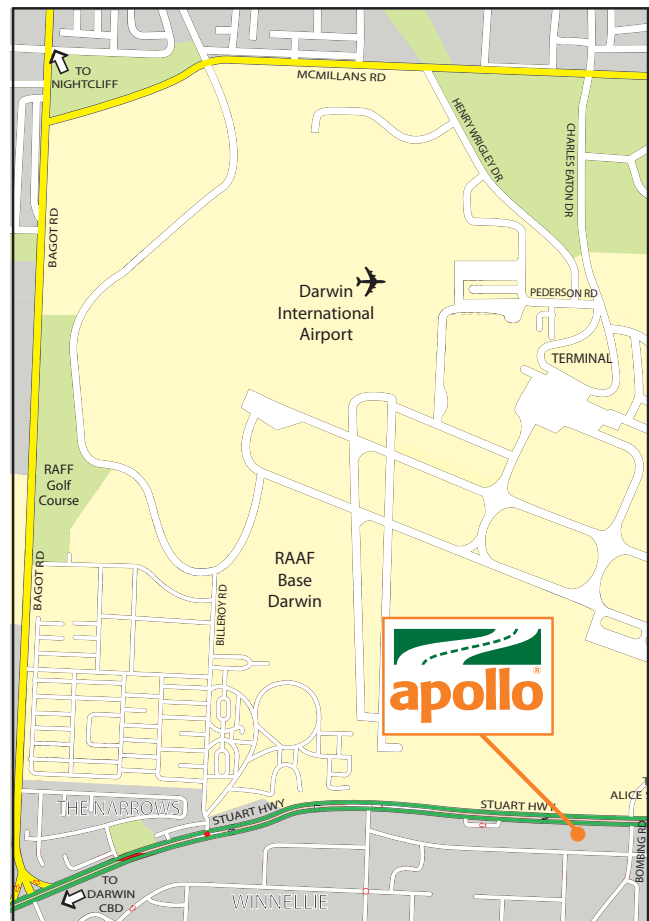 TO
NIGHTCLIFF
MCMILLANS RD
HENRY WRIGLEY DR
CHARLES EATON DR
BAGOT RD
Darwin
International
Airport
PEDERSON RD
TERMINAL
RAFF
Golf
Course
BAGOT RD
RAAF
Base
Darwin
BILLEROY RD
apollo®
THE NARROWS
STUART HWY
STUART HWY
ALICE
BOMBING RD
TO
DARWIN
CBD
WINNELLIE